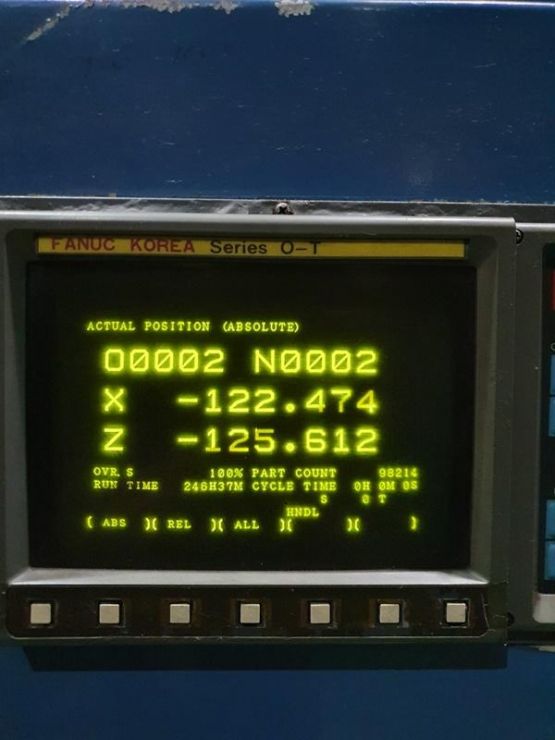 FANUC KOREA Series O-T
ACTUAL POSITION (ABSOLUTE)
O0002 N0002
X -122.474
Z -125.612
OVR. S 100% PART COUNT 98214
RUN TIME 246H37M CYCLE TIME 0H 0M 0S
S 0 T
HNDL
[ ABS ][ REL ][ ALL ][ ][ ]